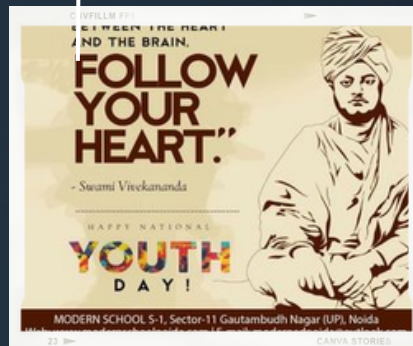 BETWEEN THE HEART
AND THE BRAIN,
FOLLOW
YOUR
HEART.”
- Swami Vivekananda
HAPPY NATIONAL
YOUTH
DAY!
MODERN SCHOOL S-1, Sector-11 Gautambudh Nagar (UP), Noida
23
CANVA STORIES